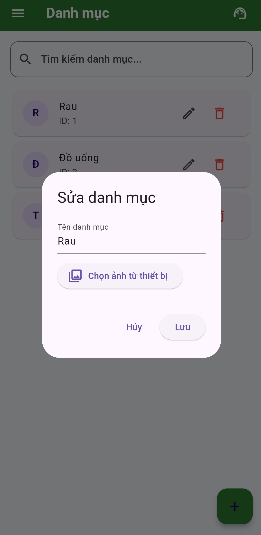 Danh mục
Tìm kiếm danh mục...
R
Rau
ID: 1
Đ
Đồ uống
T
Sửa danh mục
Tên danh mục
Rau
Chọn ảnh từ thiết bị
Hủy
Lưu
+